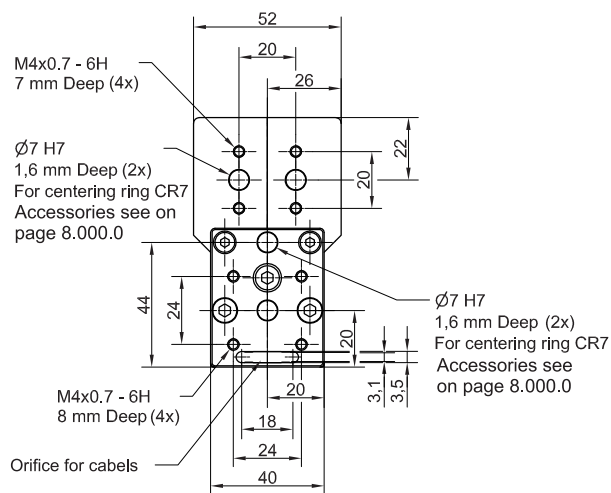 52
20
26
M4x0.7 - 6H
7 mm Deep (4x)
Ø7 H7
1,6 mm Deep (2x)
For centering ring CR7
Accessories see on
page 8.000.0
22
20
44
24
Ø7 H7
1,6 mm Deep (2x)
For centering ring CR7
Accessories see
on page 8.000.0
20
3,1
3,5
M4x0.7 - 6H
8 mm Deep (4x)
20
18
Orifice for cabels
24
40